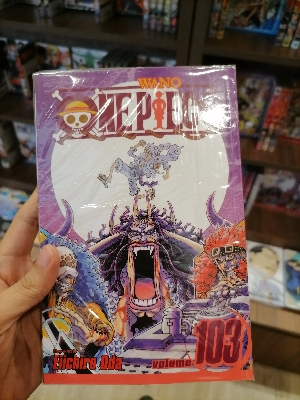 WANO
ONE PIECE
Eiichiro Oda
volume:
103